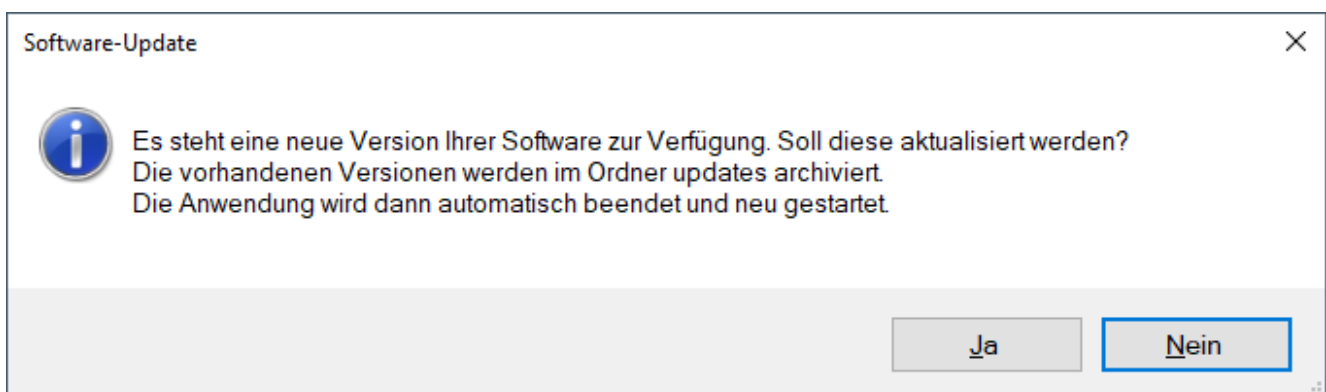 Software-Update
Es steht eine neue Version Ihrer Software zur Verfügung. Soll diese aktualisiert werden?
Die vorhandenen Versionen werden im Ordner updates archiviert.
Die Anwendung wird dann automatisch beendet und neu gestartet.
Ja
Nein